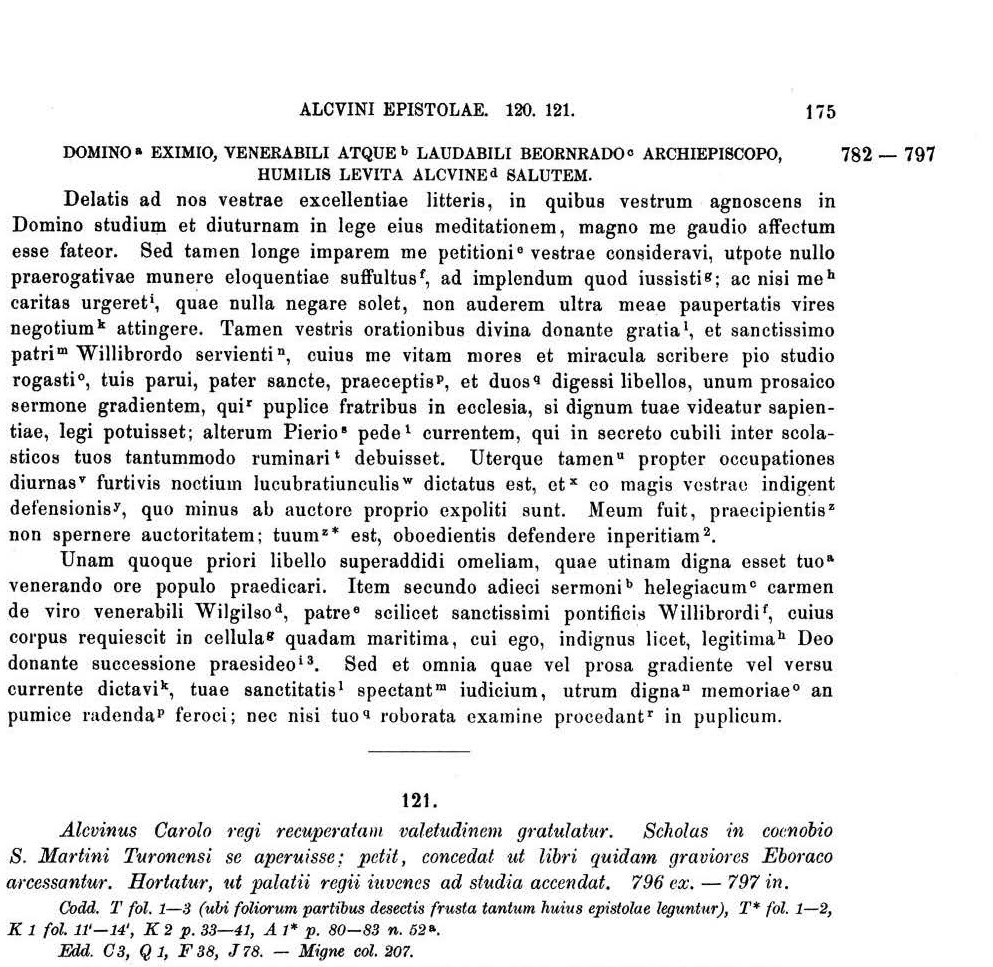 ALCVINI EPISTOLAE. 120. 121. 175
DOMINO a EXIMIO, VENERABILI ATQUE b LAUDABILI BEORNRADO c ARCHIEPISCOPO, 782 — 797
HUMILIS LEVITA ALCVINE d SALUTEM.
Delatis ad nos vestrae excellentiae litteris, in quibus vestrum agnoscens in
Domino studium et diuturnam in lege eius meditationem, magno me gaudio affectum
esse fateor. Sed tamen longe imparem me petitioni e vestrae consideravi, utpote nullo
praerogativae munere eloquentiae suffultus f, ad implendum quod iussisti g; ac nisi me h
caritas urgeret i, quae nulla negare solet, non auderem ultra meae paupertatis vires
negotium k attingere. Tamen vestris orationibus divina donante gratia l, et sanctissimo
patri m Willibrordo servienti n, cuius me vitam mores et miracula scribere pio studio
rogasti o, tuis parui, pater sancte, praeceptis p, et duos q digessi libellos, unum prosaico
sermone gradientem, qui r puplice fratribus in ecclesia, si dignum tuae videatur sapien-
tiae, legi potuisset; alterum Pierio s pede 1 currentem, qui in secreto cubili inter scola-
sticos tuos tantummodo ruminari t debuisset. Uterque tamen u propter occupationes
diurnas v furtivis noctium lucubratiunculis w dictatus est, et x eo magis vestrae indigent
defensionis y, quo minus ab auctore proprio expoliti sunt. Meum fuit, praecipientis z
non spernere auctoritatem; tuum z* est, oboedientis defendere inperitiam 2.
Unam quoque priori libello superaddidi omeliam, quae utinam digna esset tuo a
venerando ore populo praedicari. Item secundo adieci sermoni b helegiacum c carmen
de viro venerabili Wilgilso d, patre e scilicet sanctissimi pontificis Willibrordi f, cuius
corpus requiescit in cellula g quadam maritima, cui ego, indignus licet, legitima h Deo
donante successione praesideo i 3. Sed et omnia quae vel prosa gradiente vel versu
currente dictavi k, tuae sanctitatis l spectant m iudicium, utrum digna n memoriae o an
pumice radenda p feroci; nec nisi tuo q roborata examine procedant r in puplicum.
121.
Alcvinus Carolo regi recuperatam valetudinem gratulatur. Scholas in coenobio
S. Martini Turonensi se aperuisse; petit, concedat ut libri quidam graviores Eboraco
arcessantur. Hortatur, ut palatii regii iuvenes ad studia accendat. 796 ex. — 797 in.
Codd. T fol. 1—3 (ubi foliorum partibus desectis frusta tantum huius epistolae leguntur), T* fol. 1—2,
K 1 fol. 11'—14', K 2 p. 33—41, A 1* p. 80—83 n. 52 a.
Edd. C 3, Q 1, F 38, J 78. — Migne col. 207.